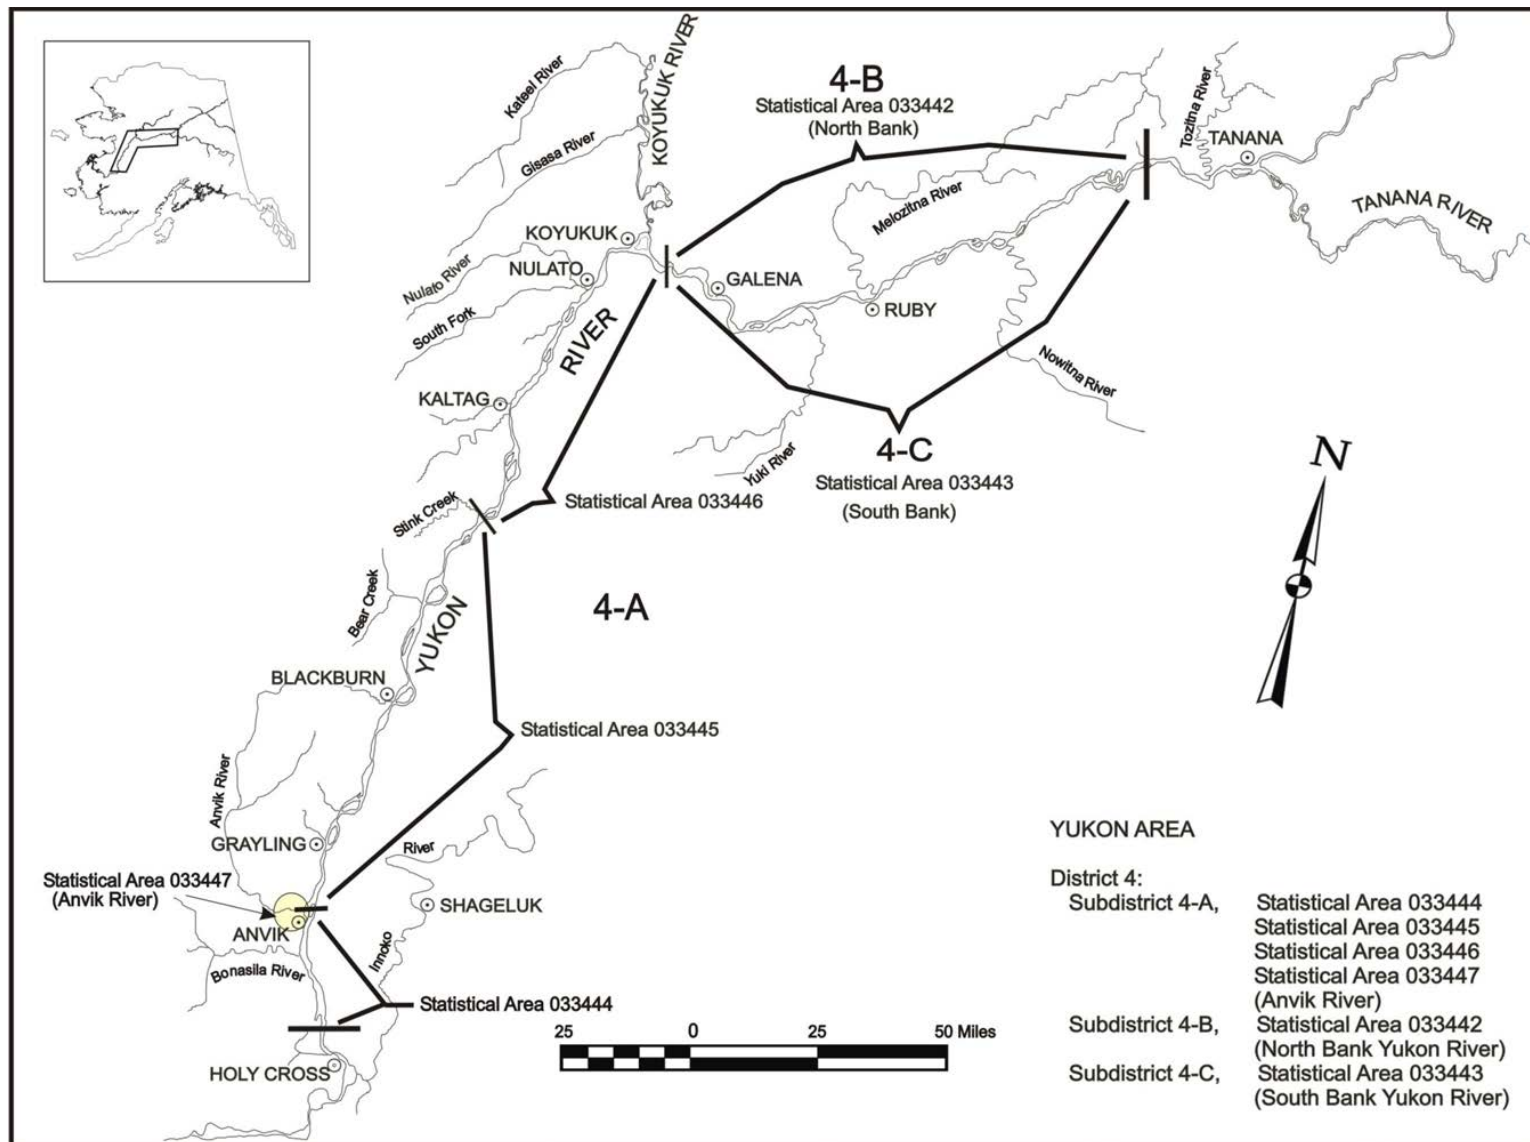 KOYUKUK RIVER
Kateel River
Gisasa River
4-B
Statistical Area 033442
(North Bank)
Tozitna River
TANANA
TANANA RIVER
Melozitna River
KOYUKUK
NULATO
Nulato River
South Fork
GALENA
RUBY
Nowitna River
KALTAG
YUKON RIVER
Yuki River
4-C
Statistical Area 033443
(South Bank)
N
Stink Creek
Statistical Area 033446
Bear Creek
4-A
BLACKBURN
Statistical Area 033445
Anvik River
GRAYLING
Statistical Area 033447
(Anvik River)
ANVIK
Bonasila River
Innoko River
SHAGELUK
Statistical Area 033444
HOLY CROSS
25 0 25 50 Miles
YUKON AREA
District 4:
Subdistrict 4-A, Statistical Area 033444
Statistical Area 033445
Statistical Area 033446
Statistical Area 033447
(Anvik River)
Subdistrict 4-B, Statistical Area 033442
(North Bank Yukon River)
Subdistrict 4-C, Statistical Area 033443
(South Bank Yukon River)